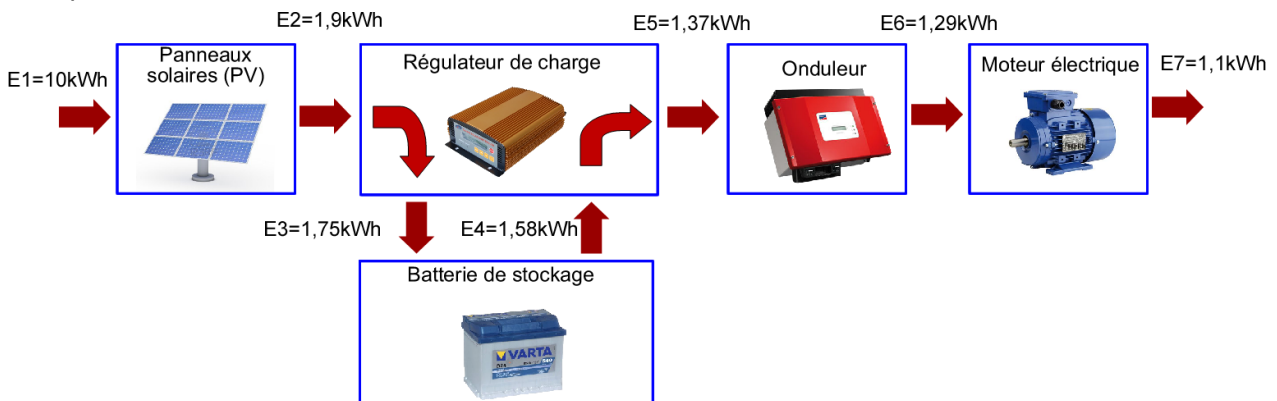 E2=1,9kWh
E5=1,37kWh
E6=1,29kWh
Panneaux
solaires (PV)
Régulateur de charge
Onduleur
Moteur électrique
E7=1,1kWh
E1=10kWh
E3=1,75kWh
E4=1,58kWh
Batterie de stockage
VARTA